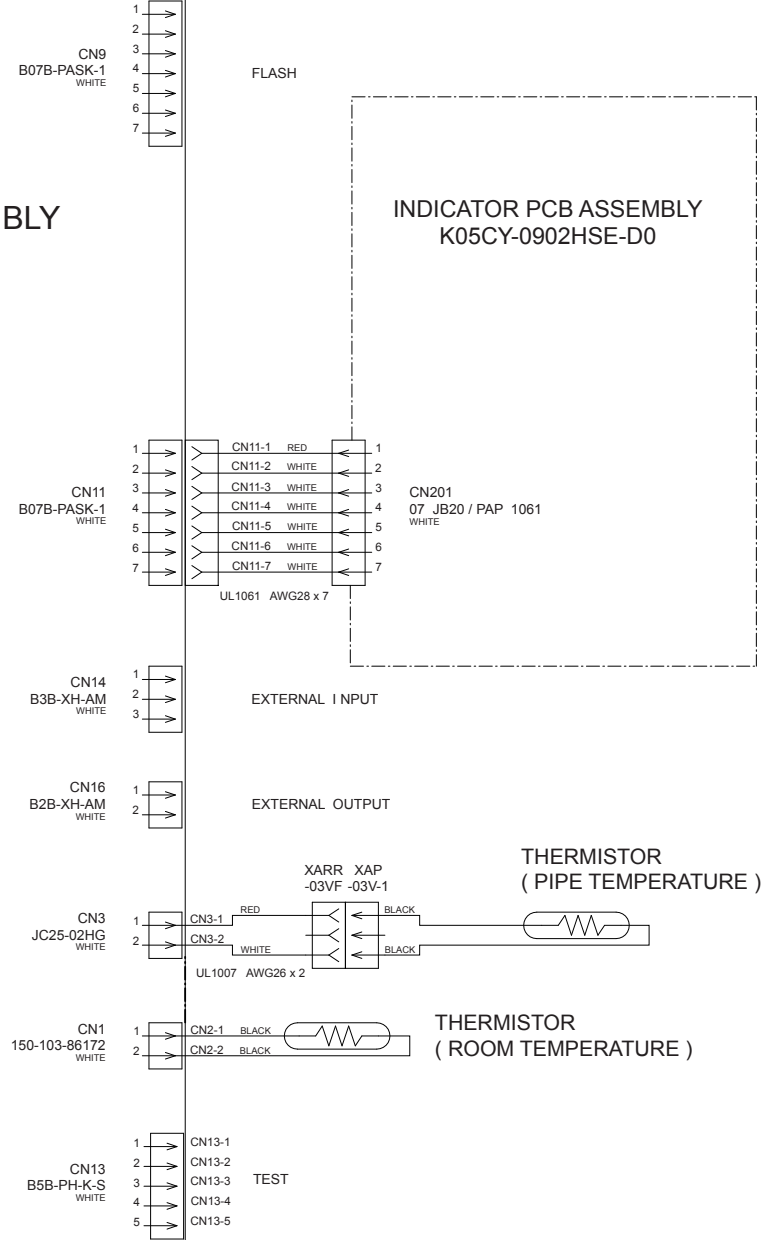 1
2
3
4
5
6
7
CN9
B07B-PASK-1
WHITE
FLASH
BLY
INDICATOR PCB ASSEMBLY
K05CY-0902HSE-D0
1
2
3
4
5
6
7
CN11
B07B-PASK-1
WHITE
CN11-1 RED
CN11-2 WHITE
CN11-3 WHITE
CN11-4 WHITE
CN11-5 WHITE
CN11-6 WHITE
CN11-7 WHITE
1
2
3
4
5
6
7
CN201
07 JB20 / PAP 1061
WHITE
UL1061 AWG28 x 7
CN14
B3B-XH-AM
WHITE
1
2
3
EXTERNAL I NPUT
CN16
B2B-XH-AM
WHITE
1
2
EXTERNAL OUTPUT
CN3
JC25-02HG
WHITE
1
2
CN3-1
CN3-2
RED
WHITE
UL1007 AWG26 x 2
XARR XAP
-03VF -03V-1
BLACK
BLACK
THERMISTOR
( PIPE TEMPERATURE )
CN1
150-103-86172
WHITE
1
2
CN2-1 BLACK
CN2-2 BLACK
THERMISTOR
( ROOM TEMPERATURE )
CN13
B5B-PH-K-S
WHITE
1
2
3
4
5
CN13-1
CN13-2
CN13-3
CN13-4
CN13-5
TEST